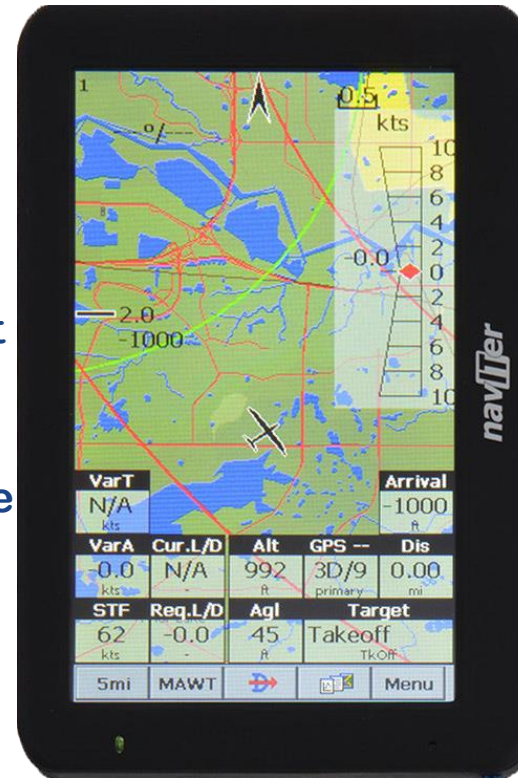 1
0.5
kts
--°/---
10
8
6
4
2
-0.0
0
2
2.0
-1000
4
6
8
10
t
e
naviter
VarT
Arrival
N/A
-1000
kts
ft
VarA Cur.L/D Alt GPS -- Dis
-0.0 N/A 992 3D/9 0.00
kts - ft primary mi
STF Req.L/D Agl Target
62 -0.0 45 Takeoff
kts - ft TkOff
5mi MAWT Menu